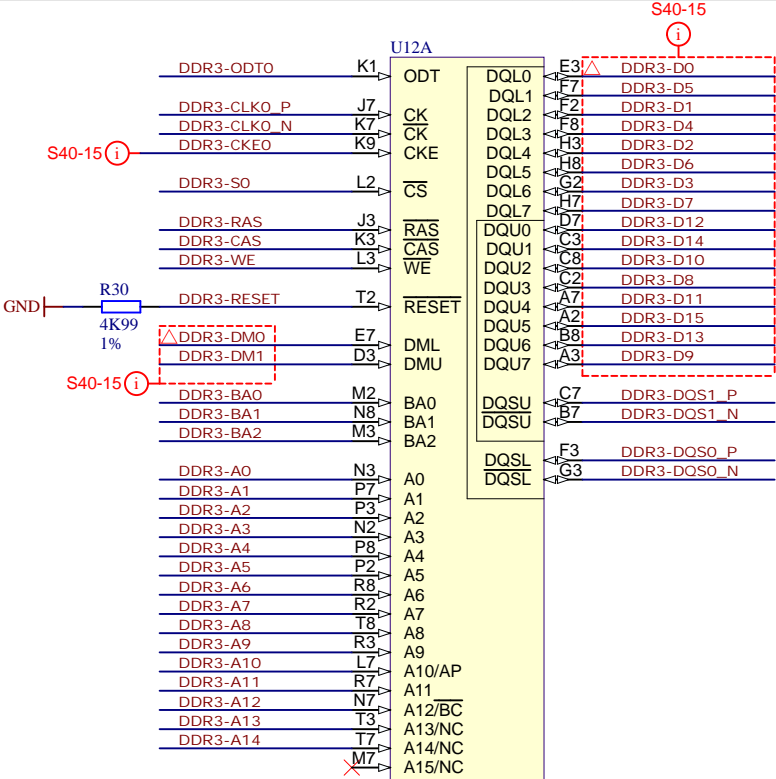 S40-15
i
U12A
DDR3-ODT0 K1 ODT DQL0 E3 DDR3-D0
DQL1 F7 DDR3-D5
DDR3-CLK0_P J7 CK DQL2 F2 DDR3-D1
DDR3-CLK0_N K7 CK DQL3 F8 DDR3-D4
S40-15 i DDR3-CKE0 K9 CKE DQL4 H3 DDR3-D2
DQL5 H8 DDR3-D6
DDR3-S0 L2 CS DQL6 G2 DDR3-D3
DQL7 H7 DDR3-D7
DDR3-RAS J3 RAS DQU0 D7 DDR3-D12
DDR3-CAS K3 CAS DQU1 C3 DDR3-D14
DDR3-WE L3 WE DQU2 C8 DDR3-D10
DQU3 C2 DDR3-D8
R30
GND DDR3-RESET T2 RESET DQU4 A7 DDR3-D11
4K99
1%
DQU5 A2 DDR3-D15
DDR3-DM0 E7 DML DQU6 B8 DDR3-D13
DDR3-DM1 D3 DMU DQU7 A3 DDR3-D9
S40-15 i
DDR3-BA0 M2 BA0 DQSU C7 DDR3-DQS1_P
DDR3-BA1 N8 BA1 DQSU B7 DDR3-DQS1_N
DDR3-BA2 M3 BA2
DQSL F3 DDR3-DQS0_P
DDR3-A0 N3 A0 DQSL G3 DDR3-DQS0_N
DDR3-A1 P7 A1
DDR3-A2 P3 A2
DDR3-A3 N2 A3
DDR3-A4 P8 A4
DDR3-A5 P2 A5
DDR3-A6 R8 A6
DDR3-A7 R2 A7
DDR3-A8 T8 A8
DDR3-A9 R3 A9
DDR3-A10 L7 A10/AP
DDR3-A11 R7 A11
DDR3-A12 N7 A12/BC
DDR3-A13 T3 A13/NC
DDR3-A14 T7 A14/NC
M7 A15/NC